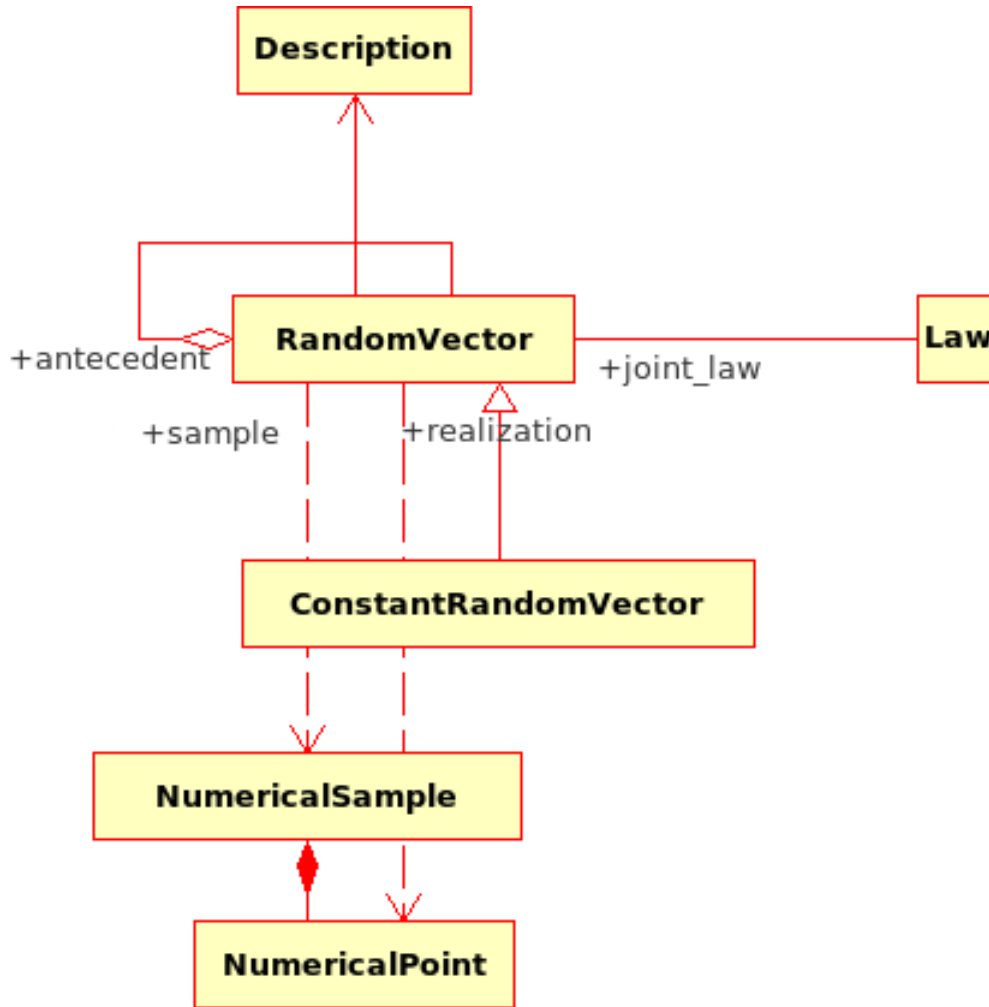 Description
RandomVector
Law
+antecedent
+joint_law
+sample
+realization
ConstantRandomVector
NumericalSample
NumericalPoint